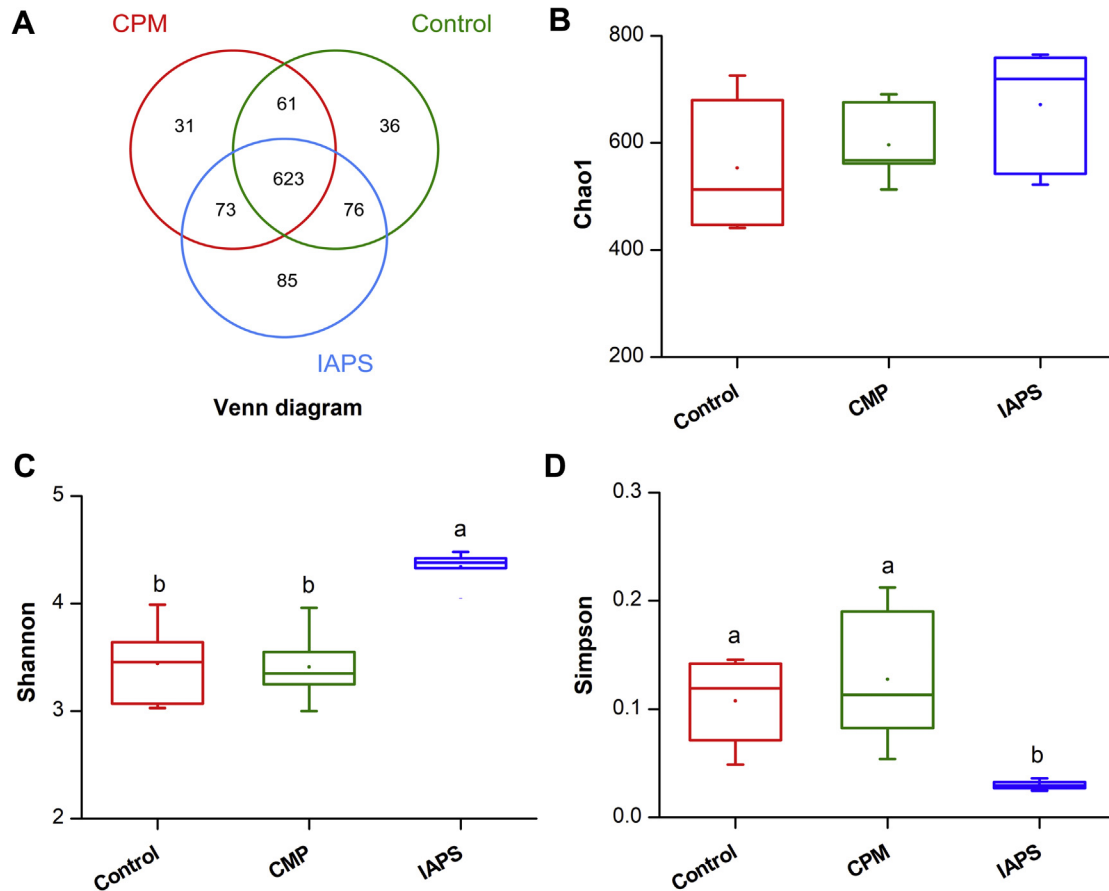 A
CPM
Control
31
61
36
623
73
76
85
IAPS
Venn diagram
B
800
600
400
200
Chao1
Control
CMP
IAPS
C
5
4
3
2
Shannon
b
b
a
Control
CMP
IAPS
D
0.3
0.2
0.1
0.0
Simpson
a
a
b
Control
CPM
IAPS